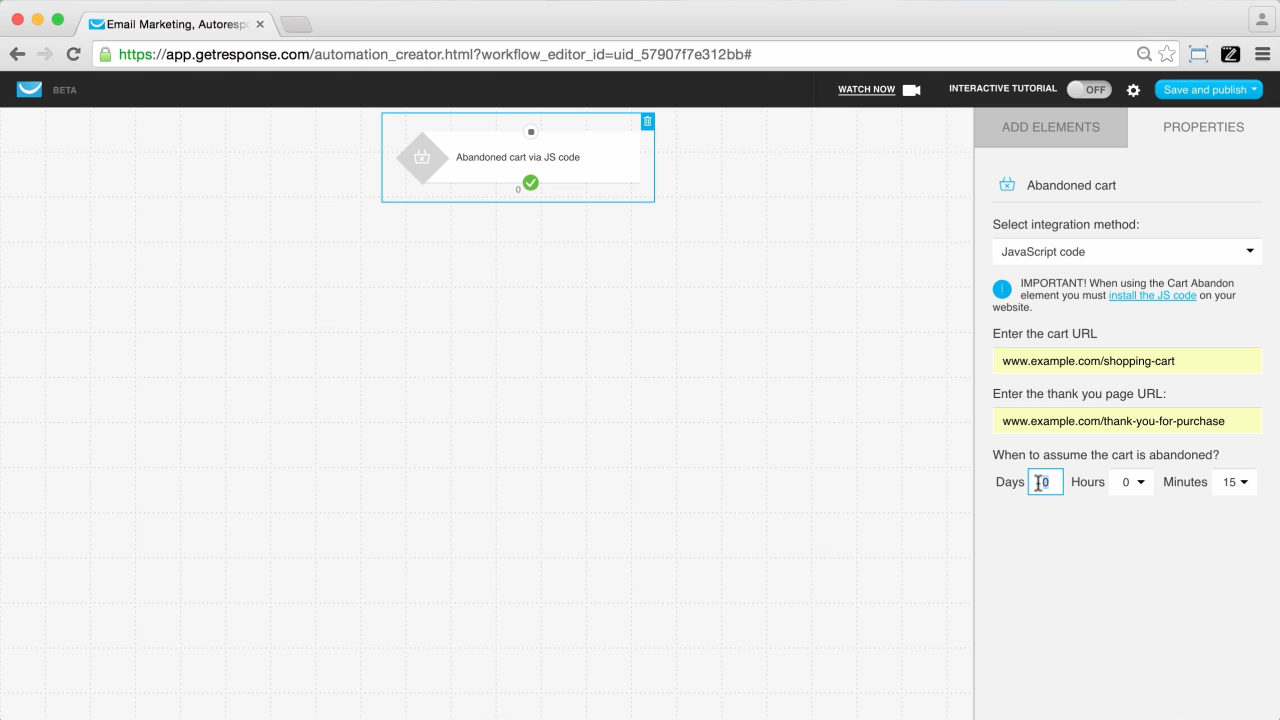 Email Marketing, Autorespo
https://app.getresponse.com/automation_creator.html?workflow_editor_id=uid_57907f7e312bb#
BETA
WATCH NOW
INTERACTIVE TUTORIAL
OFF
Save and publish
ADD ELEMENTS
PROPERTIES
Abandoned cart via JS code
0
Abandoned cart
Select integration method:
JavaScript code
IMPORTANT! When using the Cart Abandon
element you must install the JS code on your
website.
Enter the cart URL
www.example.com/shopping-cart
Enter the thank you page URL:
www.example.com/thank-you-for-purchase
When to assume the cart is abandoned?
Days 0 Hours 0 Minutes 15